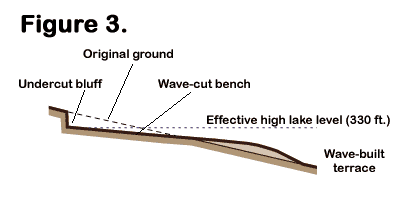 Figure 3.
Original ground
Undercut bluff
Wave-cut bench
Effective high lake level (330 ft.)
Wave-built
terrace